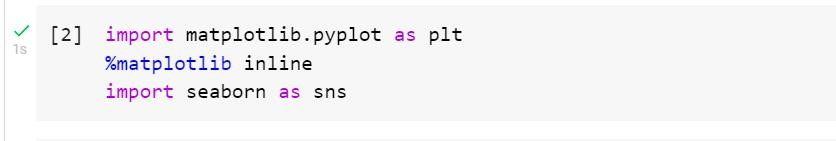 [2] import matplotlib.pyplot as plt
%matplotlib inline
import seaborn as sns
1s